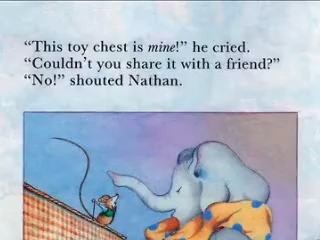 “This toy chest is mine!” he cried.
“Couldn’t you share it with a friend?”
“No!” shouted Nathan.